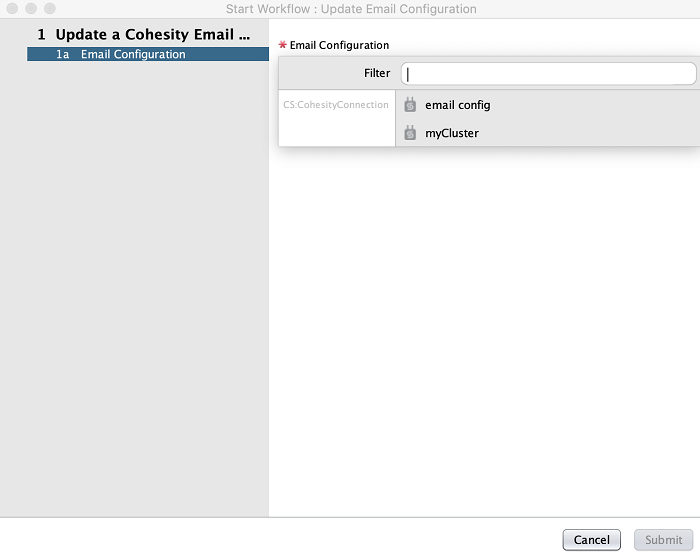 Start Workflow : Update Email Configuration
1 Update a Cohesity Email ...
1a Email Configuration
* Email Configuration
Filter
CS:CohesityConnection
email config
myCluster
Cancel
Submit